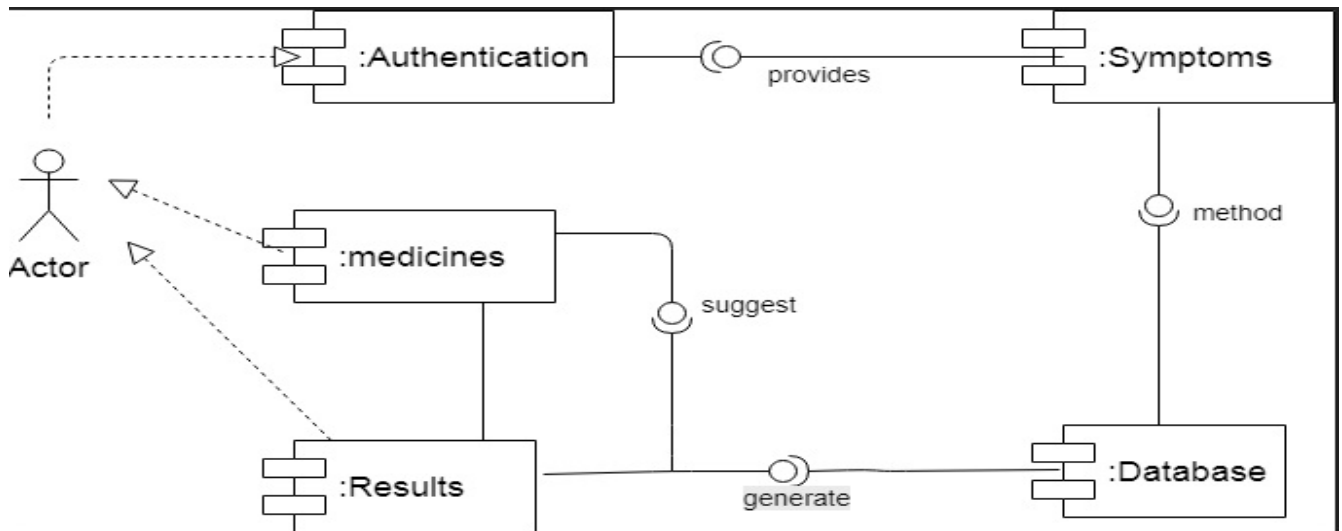 :Authentication
provides
:Symptoms
method
Actor
:medicines
suggest
:Results
generate
:Database